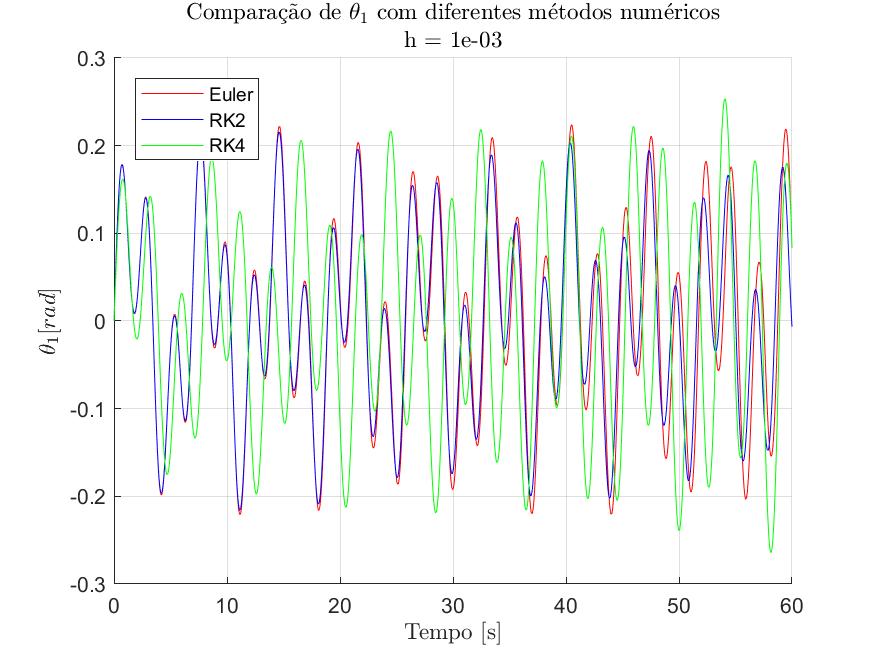 Comparação de θ₁ com diferentes métodos numéricos
h = 1e-03
0.3
Euler
RK2
RK4
0.2
0.1
0
-0.1
-0.2
-0.3
θ₁[rad]
0 10 20 30 40 50 60
Tempo [s]